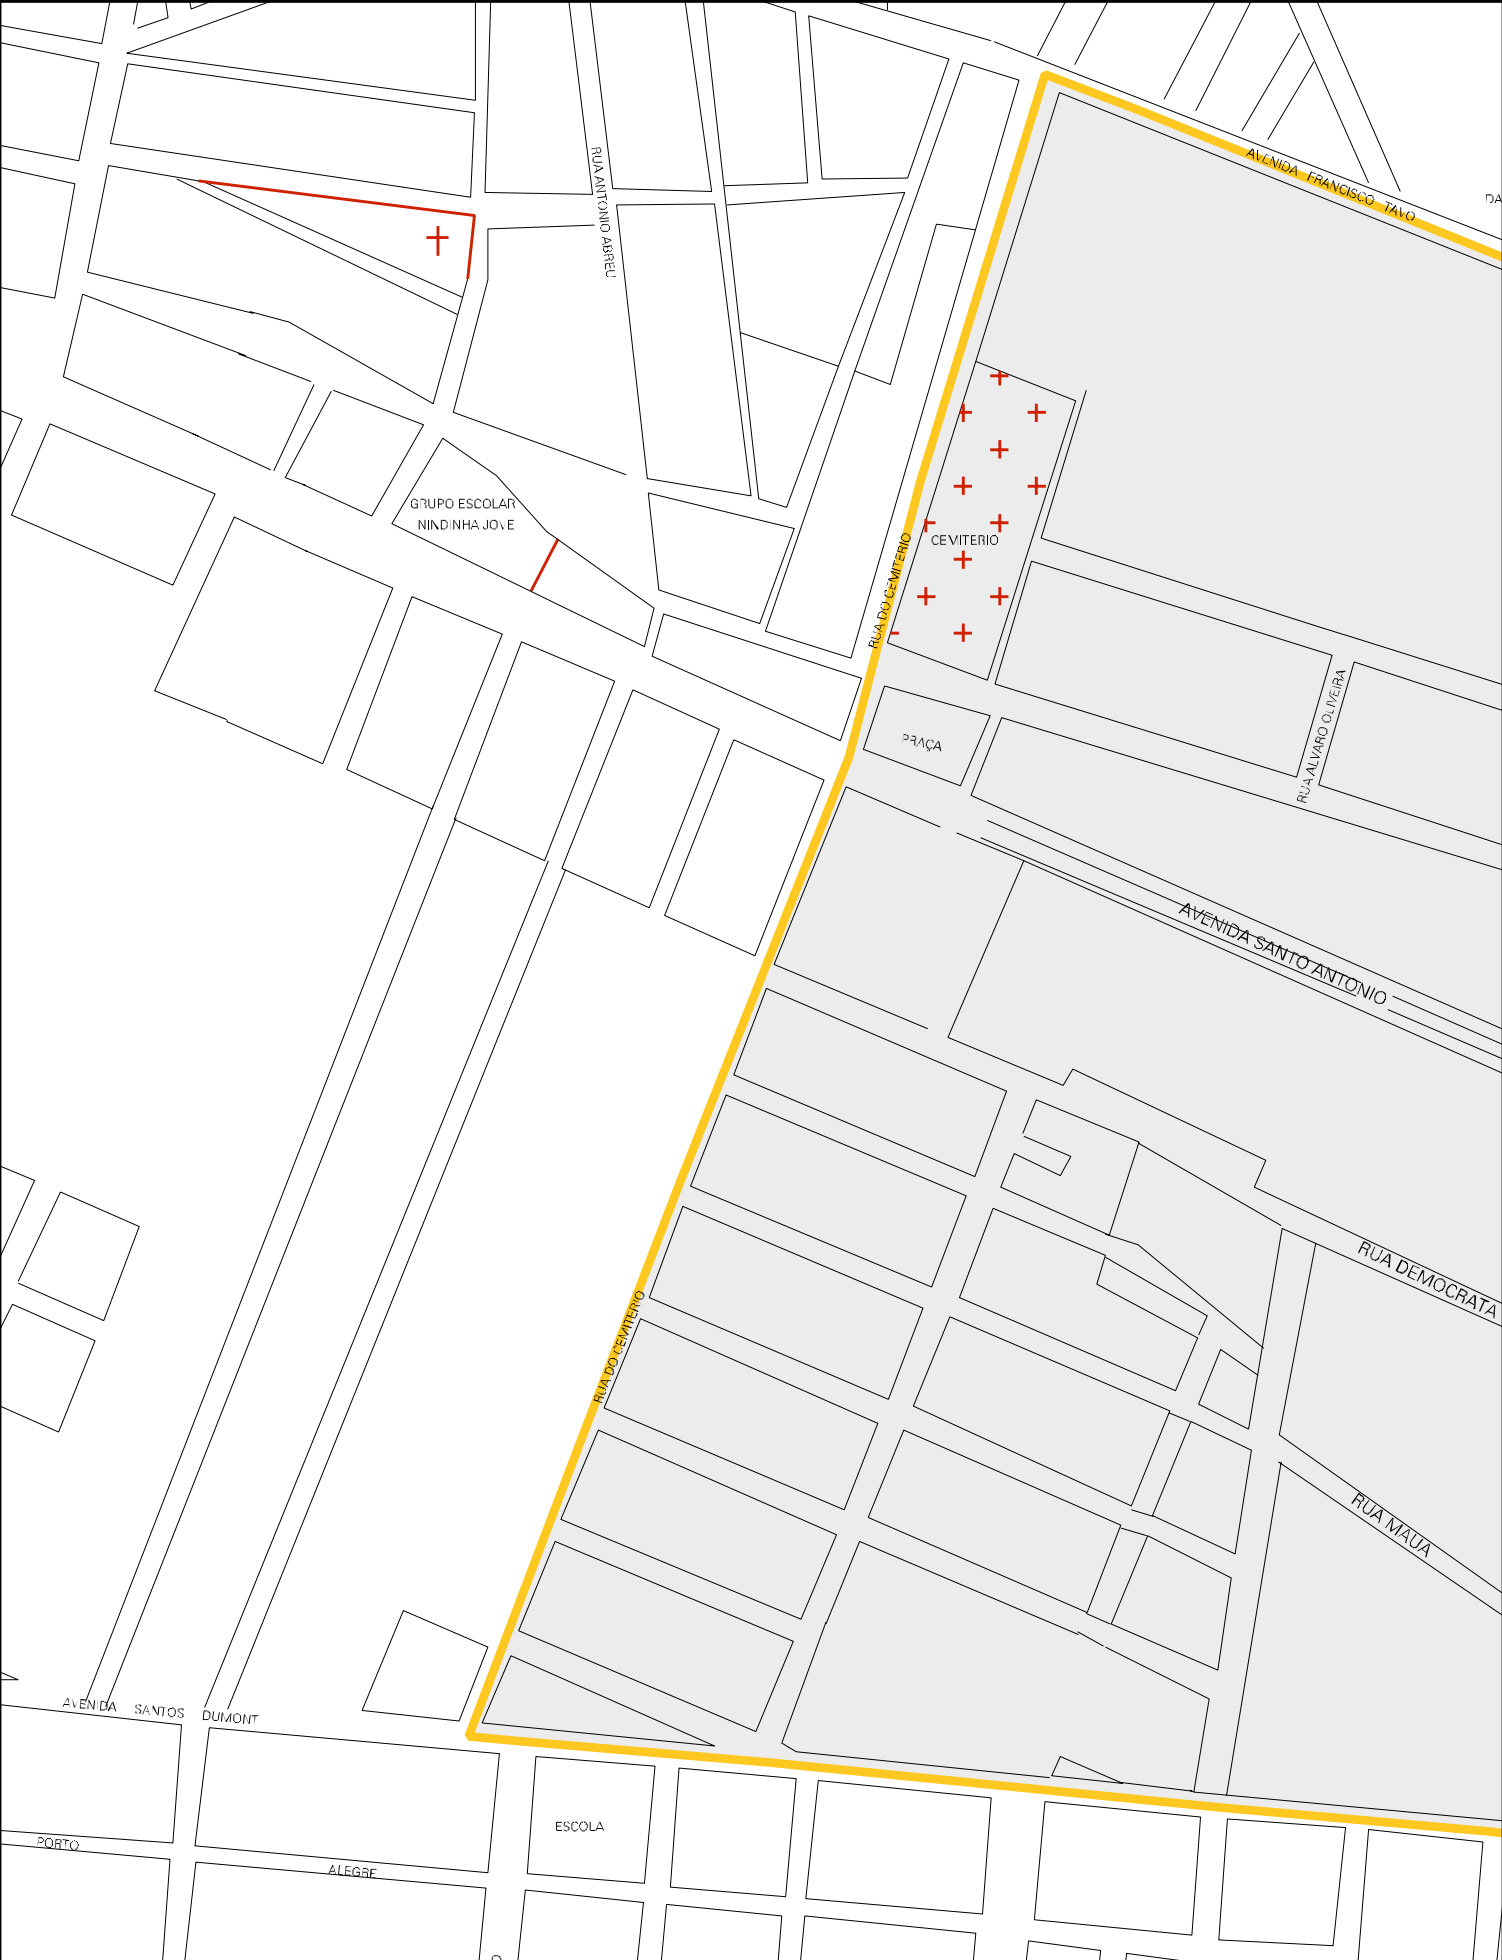 RUA ANTONIO ABREU
AVENIDA FRANCISCO TAVO
DA
GRUPO ESCOLAR
NINDINHA JOVE
CEMITERIO
RUA DO CEMITERIO
RUA ALVARO OLIVEIRA
PRAÇA
AVENIDA SANTO ANTONIO
RUA DEMOCRATA
RUA DO CEMITERIO
RUA MAUA
AVENIDA SANTOS DUMONT
ESCOLA
PORTO
ALEGRE